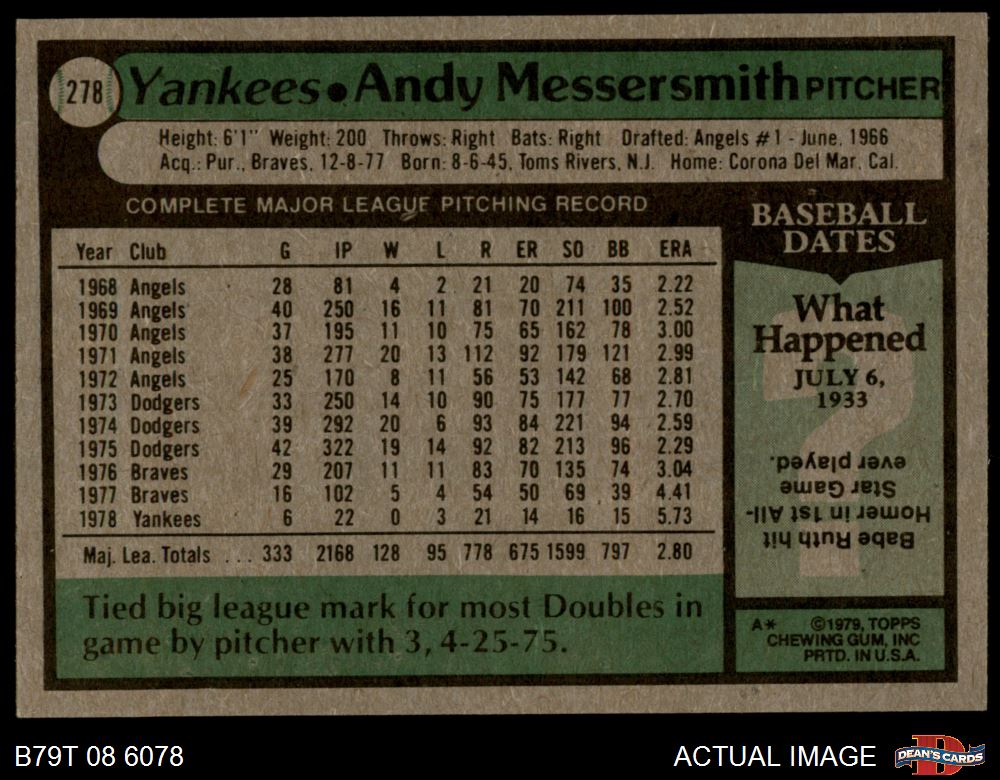 278 Yankees • Andy Messersmith PITCHER
Height: 6'1" Weight: 200 Throws: Right Bats: Right Drafted: Angels #1 - June, 1966
Acq.: Pur., Braves, 12-8-77 Born: 8-6-45, Toms Rivers, N.J. Home: Corona Del Mar, Cal.
COMPLETE MAJOR LEAGUE PITCHING RECORD
Year Club G IP W L R ER SO BB ERA
1968 Angels 28 81 4 2 21 20 74 35 2.22
1969 Angels 40 250 16 11 81 70 211 100 2.52
1970 Angels 37 195 11 10 75 65 162 78 3.00
1971 Angels 38 277 20 13 112 92 179 121 2.99
1972 Angels 25 170 8 11 56 53 142 68 2.81
1973 Dodgers 33 250 14 10 90 75 177 77 2.70
1974 Dodgers 39 292 20 6 93 84 221 94 2.59
1975 Dodgers 42 322 19 14 92 82 213 96 2.29
1976 Braves 29 207 11 11 83 70 135 74 3.04
1977 Braves 16 102 5 4 54 50 69 39 4.41
1978 Yankees 6 22 0 3 21 14 16 15 5.73
Maj. Lea. Totals ... 333 2168 128 95 778 675 1599 797 2.80
Tied big league mark for most Doubles in
game by pitcher with 3, 4-25-75.
BASEBALL
DATES
What
Happened
JULY 6,
1933
Babe Ruth hit
Homer in 1st All-
Star Game
ever played.
A* ©1979, TOPPS
CHEWING GUM, INC
PRTD. IN U.S.A.
B79T 08 6078
ACTUAL IMAGE
DEAN'S CARDS